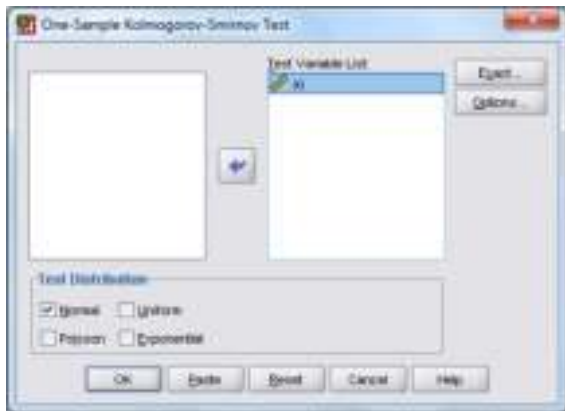 One-Sample Kolmogorov-Smirnov Test
Test Variable List:
Exact...
Options...
Test Distribution
Normal Uniform
Poisson Exponential
OK Paste Reset Cancel Help